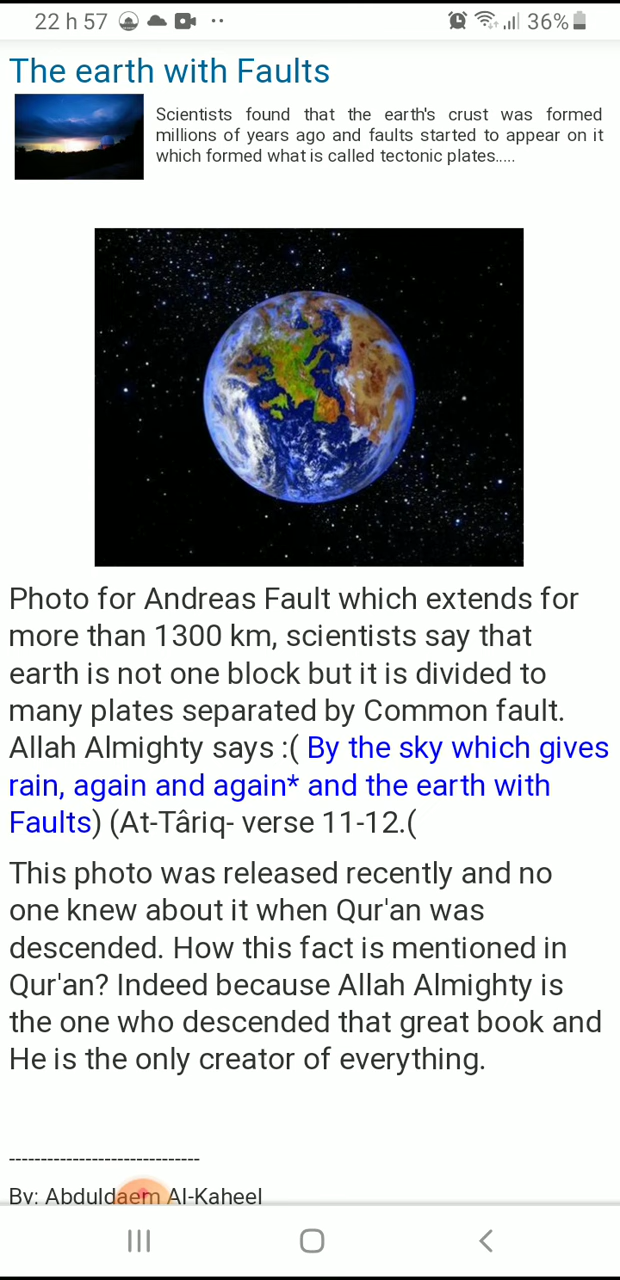 22 h 57
36%
The earth with Faults
Scientists found that the earth's crust was formed
millions of years ago and faults started to appear on it
which formed what is called tectonic plates.....
Photo for Andreas Fault which extends for
more than 1300 km, scientists say that
earth is not one block but it is divided to
many plates separated by Common fault.
Allah Almighty says :( By the sky which gives
rain, again and again* and the earth with
Faults) (At-Târiq- verse 11-12.(
This photo was released recently and no
one knew about it when Qur'an was
descended. How this fact is mentioned in
Qur'an? Indeed because Allah Almighty is
the one who descended that great book and
He is the only creator of everything.
------------------------------
By: Abduldaem Al-Kaheel